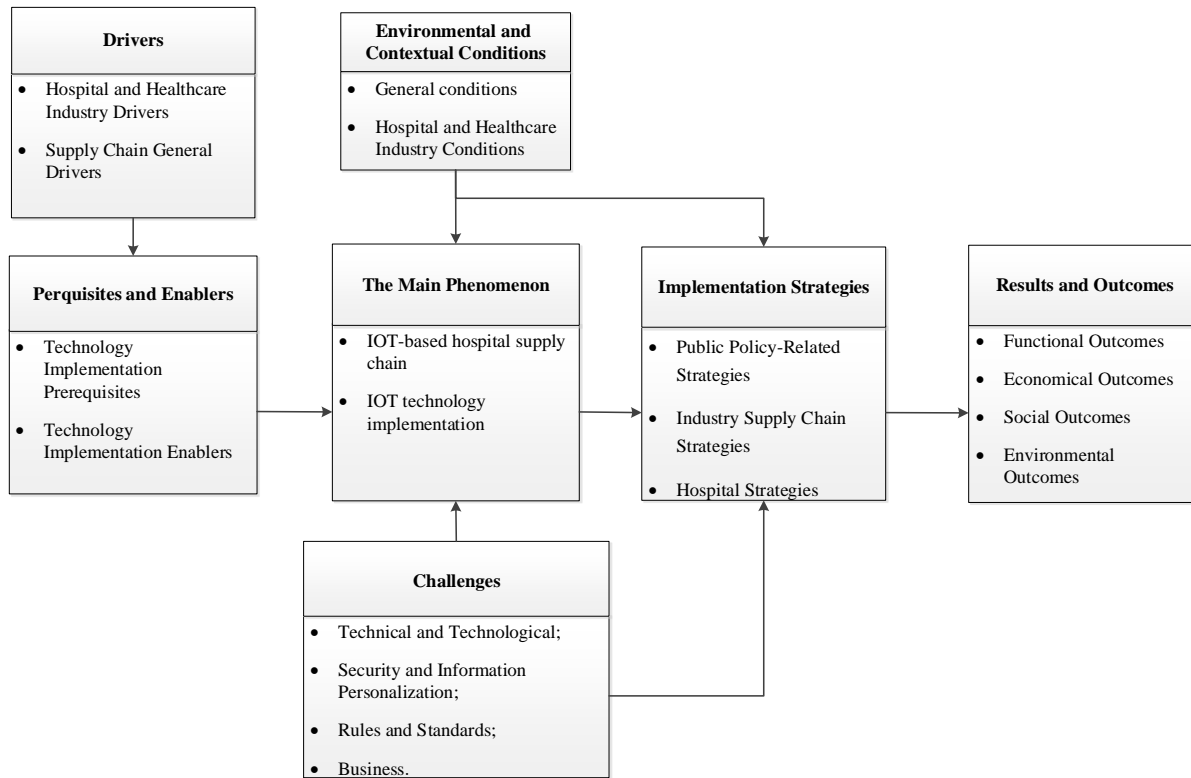 Drivers
• Hospital and Healthcare
Industry Drivers
• Supply Chain General
Drivers
Environmental and
Contextual Conditions
• General conditions
• Hospital and Healthcare
Industry Conditions
Perquisites and Enablers
• Technology
Implementation
Prerequisites
• Technology
Implementation Enablers
The Main Phenomenon
• IOT-based hospital supply
chain
• IOT technology
implementation
Implementation Strategies
• Public Policy-Related
Strategies
• Industry Supply Chain
Strategies
• Hospital Strategies
Results and Outcomes
• Functional Outcomes
• Economical Outcomes
• Social Outcomes
• Environmental
Outcomes
Challenges
• Technical and Technological;
• Security and Information
Personalization;
• Rules and Standards;
• Business.